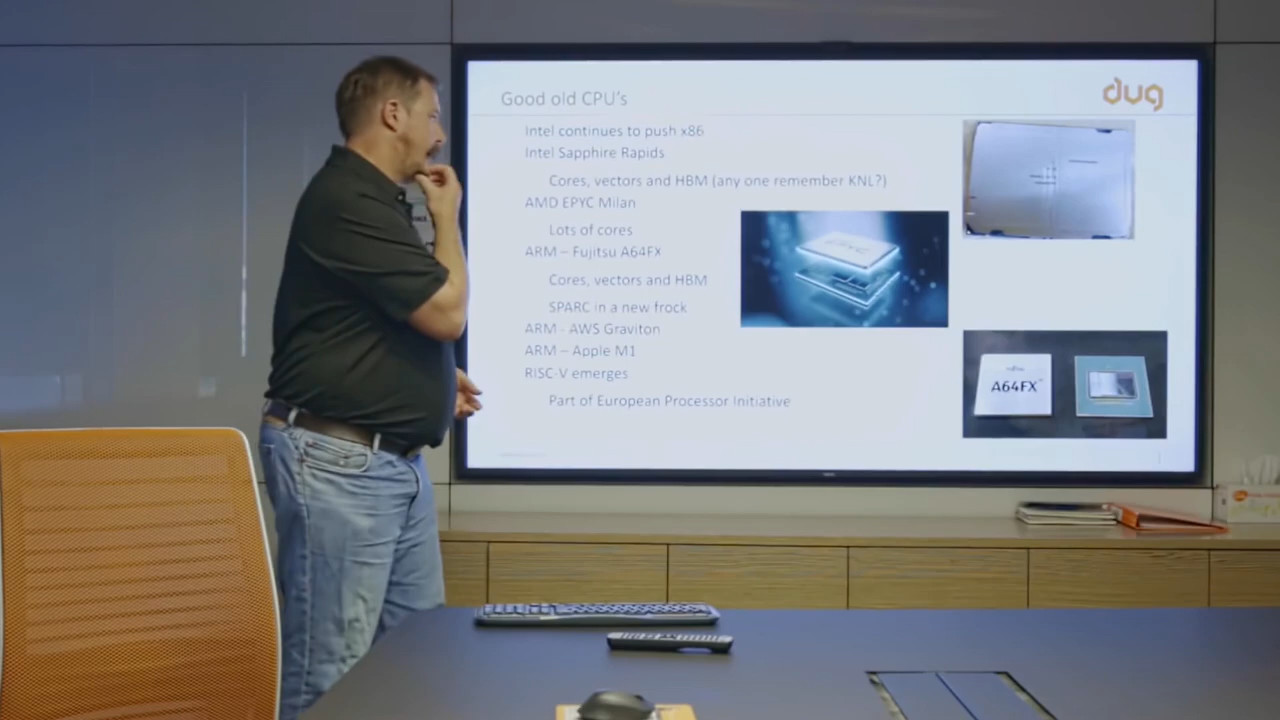 Good old CPU's
dug
Intel continues to push x86
Intel Sapphire Rapids
Cores, vectors and HBM (any one remember KNL?)
AMD EPYC Milan
Lots of cores
ARM – Fujitsu A64FX
Cores, vectors and HBM
SPARC in a new frock
ARM - AWS Graviton
ARM – Apple M1
RISC-V emerges
Part of European Processor Initiative
EPYC
A64FX